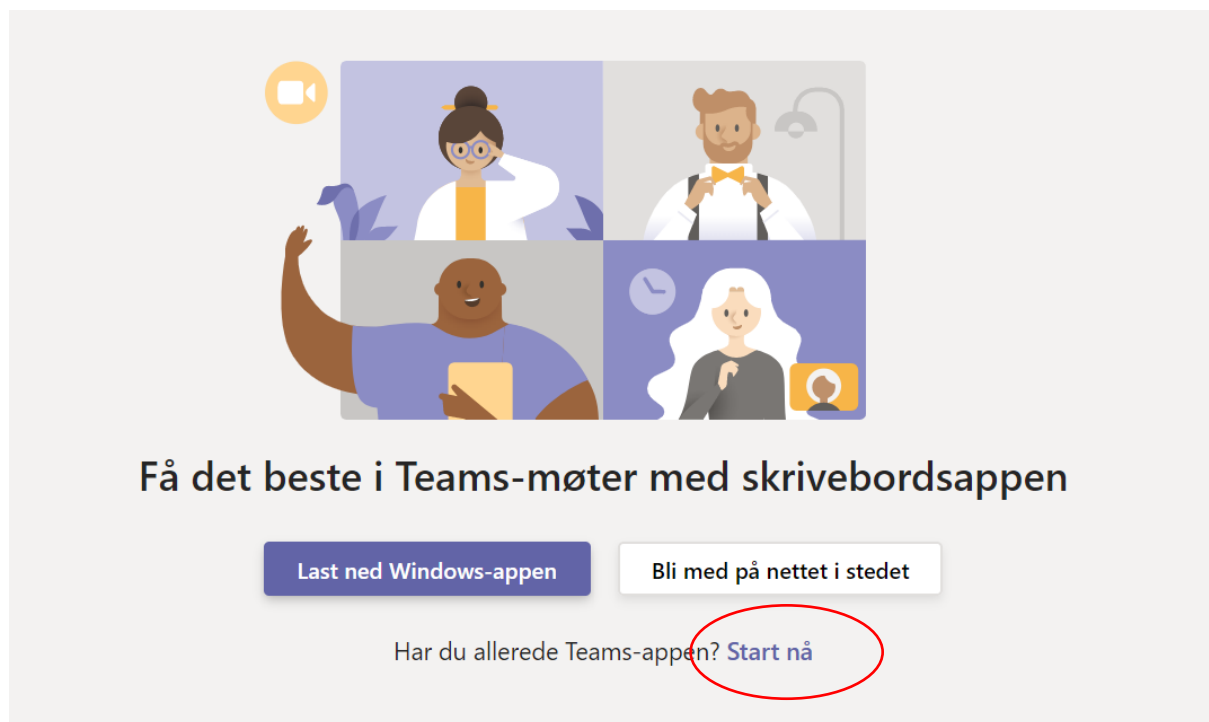 Få det beste i Teams-møter med skrivebordsappen
Last ned Windows-appen
Bli med på nettet i stedet
Har du allerede Teams-appen? Start nå